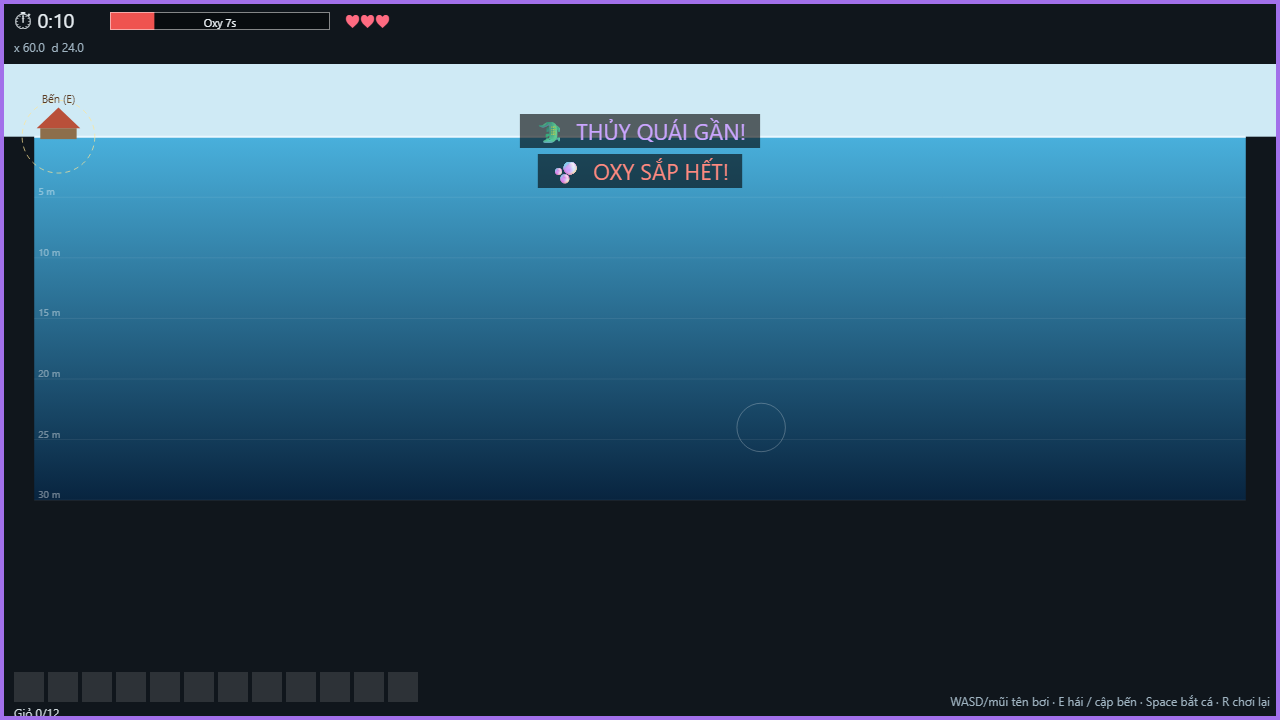 0:10
Oxy 7s
x 60.0 d 24.0
Bến (E)
THỦY QUÁI GẦN!
OXY SẮP HẾT!
5 m
10 m
15 m
20 m
25 m
30 m
WASD/mũi tên bơi · E hái / cập bến · Space bắt cá · R chơi lại
Giỏ 0/12